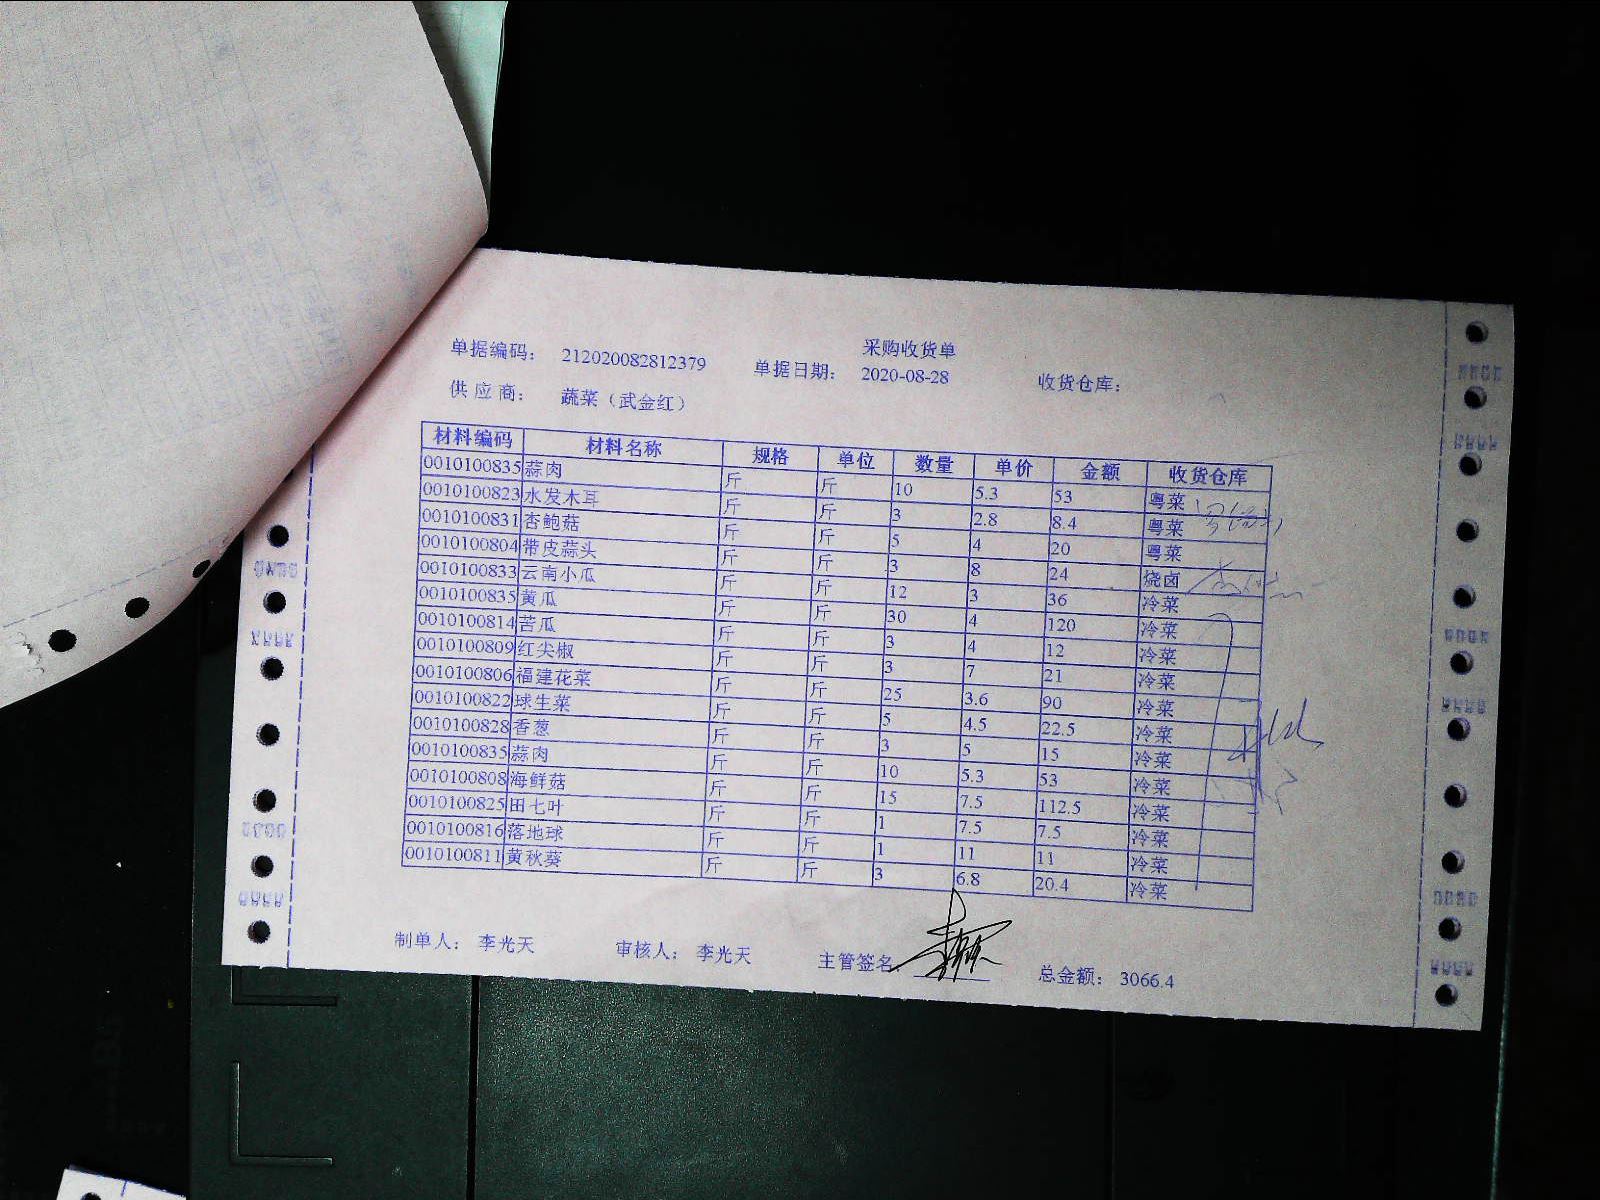 采购收货单
单据编码： 212020082812379 单据日期： 2020-08-28 收货仓库：
供应商： 蔬菜（武金红）
材料编码 材料名称 规格 单位 数量 单价 金额 收货仓库
0010100835 蒜肉 斤 斤 10 5.3 53 粤菜
0010100823 水发木耳 斤 斤 3 2.8 8.4 粤菜
0010100831 杏鲍菇 斤 斤 5 4 20 粤菜
0010100804 带皮蒜头 斤 斤 3 8 24 烧卤
0010100833 云南小瓜 斤 斤 12 3 36 冷菜
0010100835 黄瓜 斤 斤 30 4 120 冷菜
0010100814 苦瓜 斤 斤 3 4 12 冷菜
0010100809 红尖椒 斤 斤 3 7 21 冷菜
0010100806 福建花菜 斤 斤 25 3.6 90 冷菜
0010100822 球生菜 斤 斤 5 4.5 22.5 冷菜
0010100828 香葱 斤 斤 3 5 15 冷菜
0010100835 蒜肉 斤 斤 10 5.3 53 冷菜
0010100808 海鲜菇 斤 斤 15 7.5 112.5 冷菜
0010100825 田七叶 斤 斤 1 7.5 7.5 冷菜
0010100816 落地球 斤 斤 1 11 11 冷菜
0010100811 黄秋葵 斤 斤 3 6.8 20.4 冷菜
制单人： 李光天 审核人： 李光天 主管签名： 总金额： 3066.4